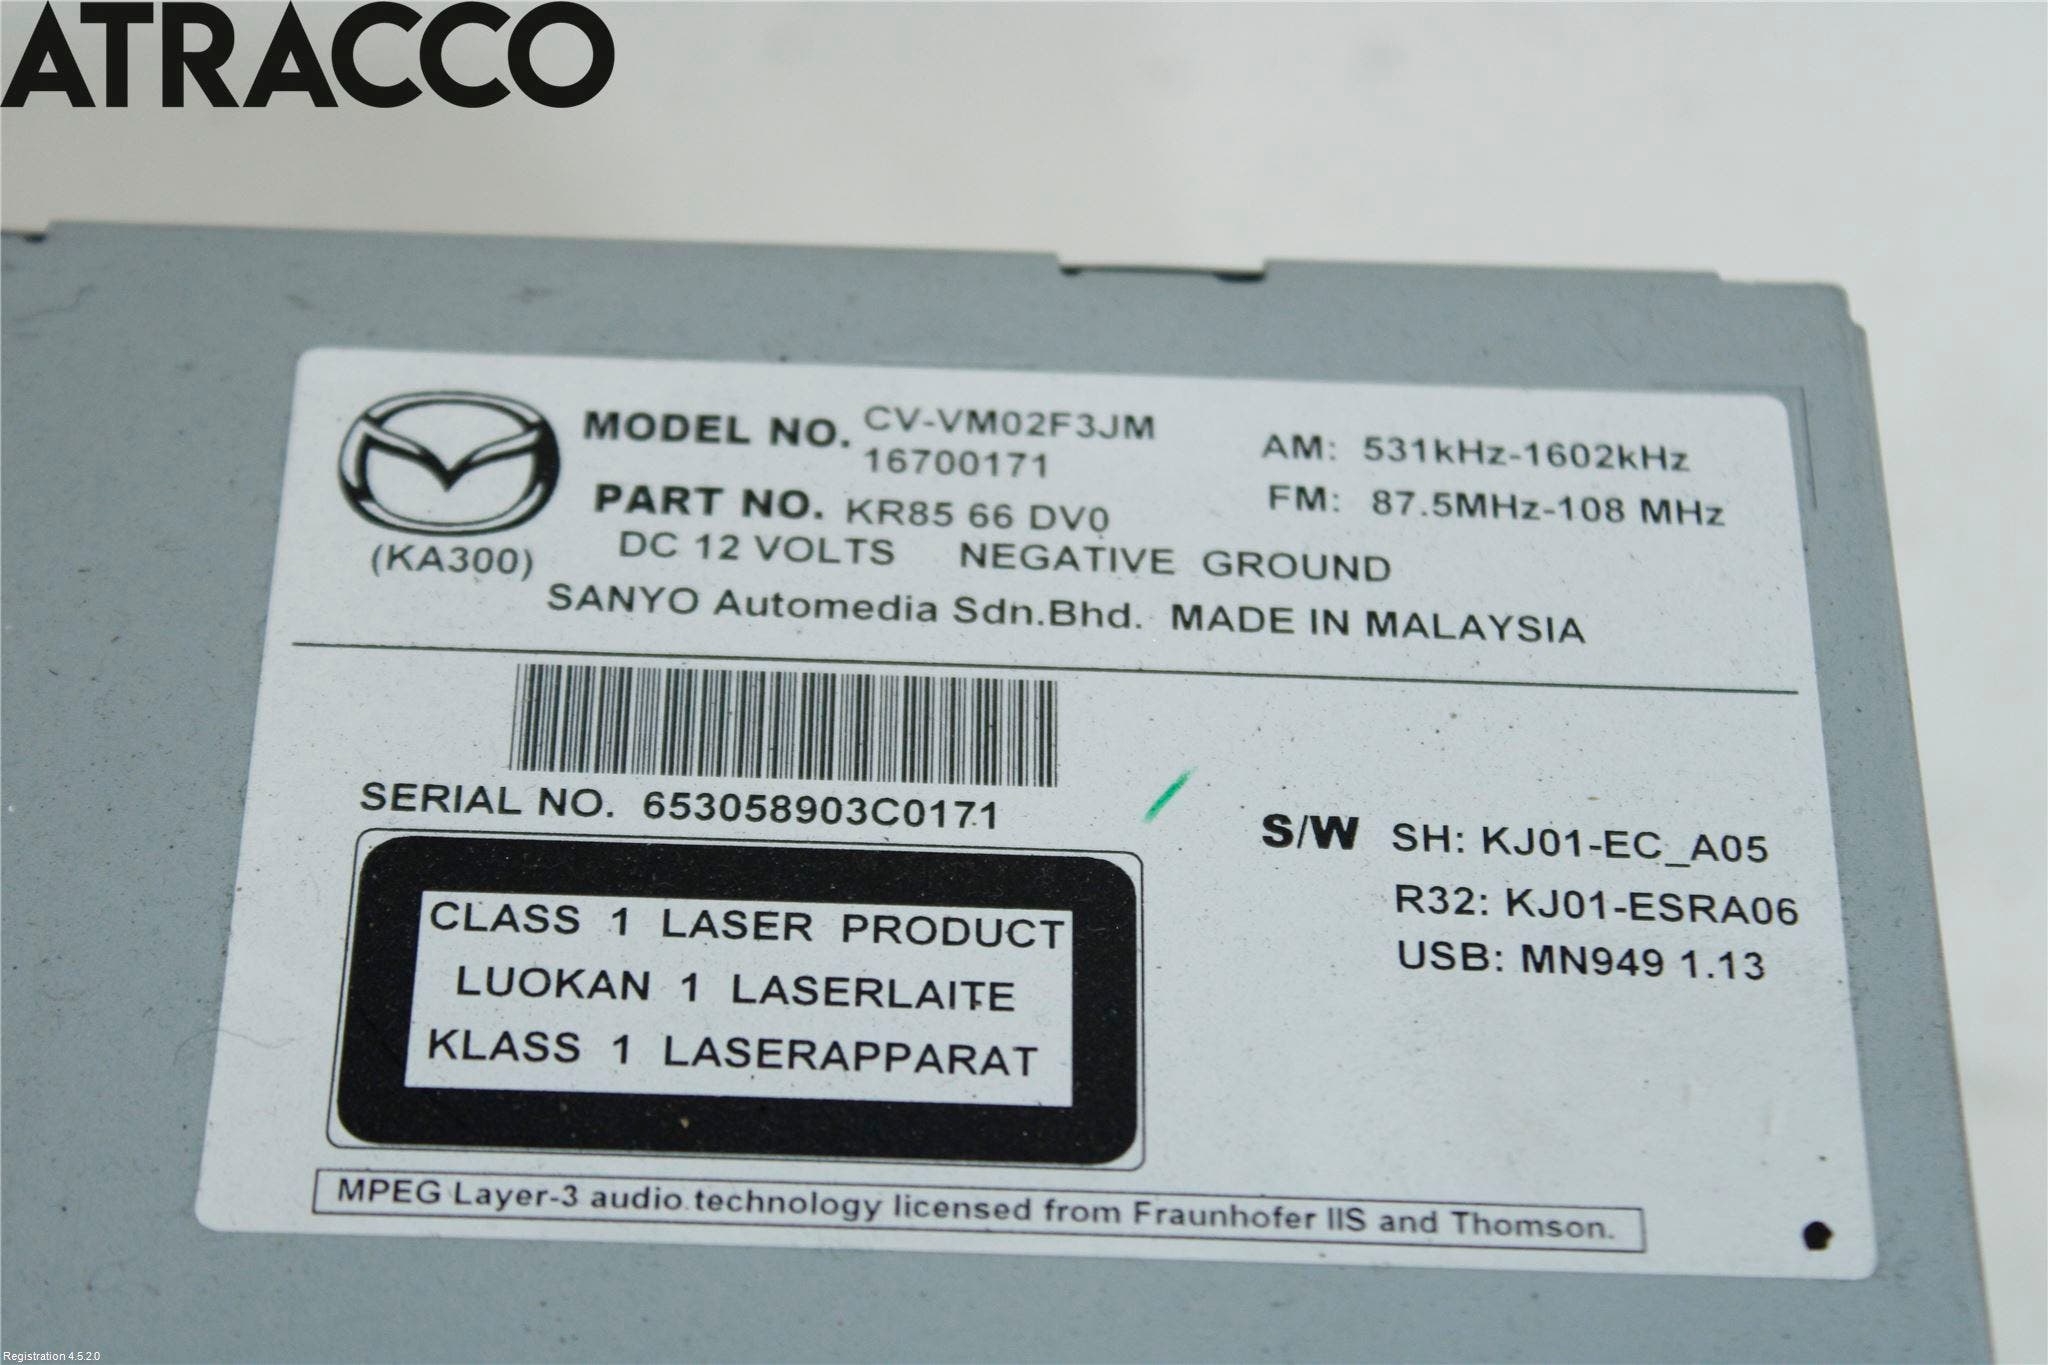 ATRACCO
MODEL NO. CV-VM02F3JM
16700171
AM: 531kHz-1602kHz
FM: 87.5MHz-108 MHz
PART NO. KR85 66 DV0
(KA300)
DC 12 VOLTS NEGATIVE GROUND
SANYO Automedia Sdn.Bhd. MADE IN MALAYSIA
SERIAL NO. 653058903C0171
S/W SH: KJ01-EC_A05
R32: KJ01-ESRA06
USB: MN949 1.13
CLASS 1 LASER PRODUCT
LUOKAN 1 LASERLAITE
KLASS 1 LASERAPPARAT
MPEG Layer-3 audio technology licensed from Fraunhofer IIS and Thomson.
Registration 4.5.2.0